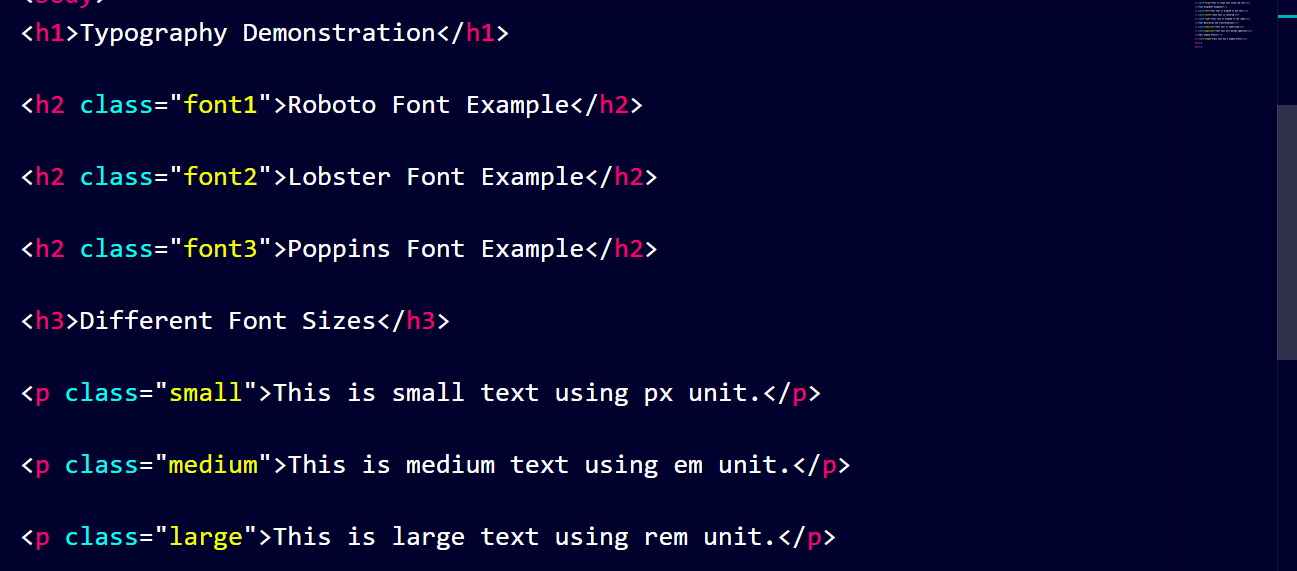 <body>
<h1>Typography Demonstration</h1>
<h2 class="font1">Roboto Font Example</h2>
<h2 class="font2">Lobster Font Example</h2>
<h2 class="font3">Poppins Font Example</h2>
<h3>Different Font Sizes</h3>
<p class="small">This is small text using px unit.</p>
<p class="medium">This is medium text using em unit.</p>
<p class="large">This is large text using rem unit.</p>